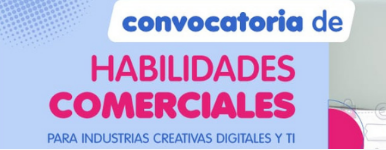 convocatoria de
HABILIDADES
COMERCIALES
PARA INDUSTRIAS CREATIVAS DIGITALES Y TI